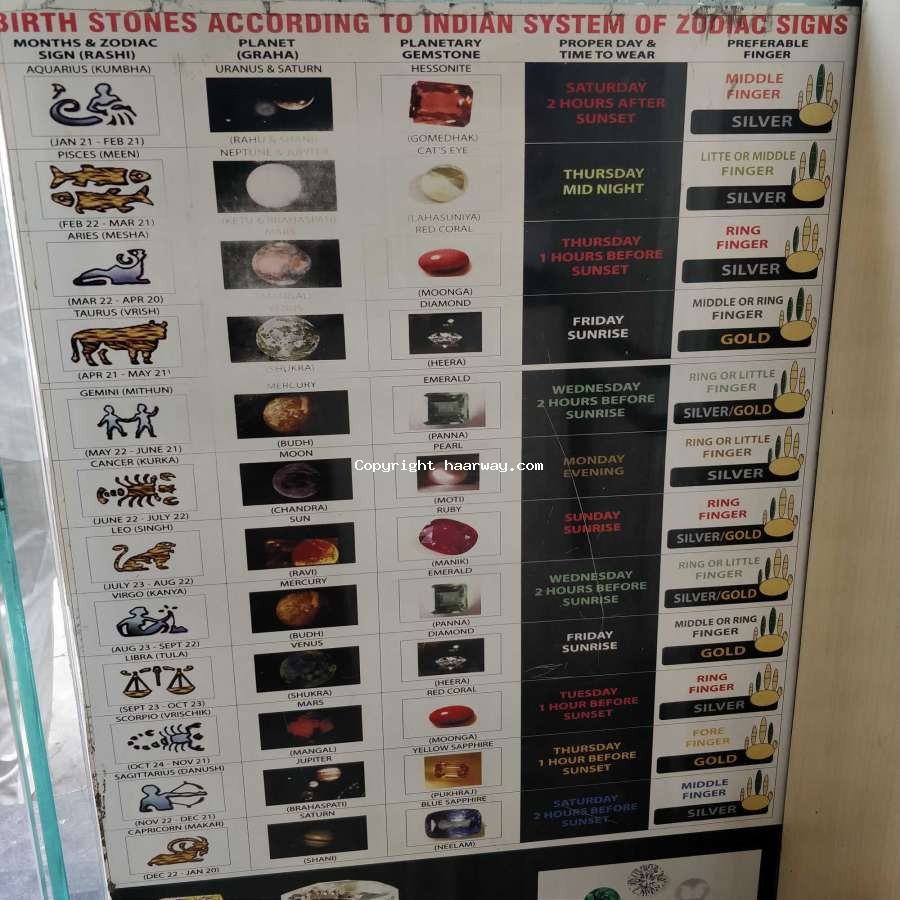 BIRTH STONES ACCORDING TO INDIAN SYSTEM OF ZODIAC SIGNS
MONTHS & ZODIAC
SIGN (RASHI)
PLANET
(GRAHA)
PLANETARY
GEMSTONE
PROPER DAY &
TIME TO WEAR
PREFERABLE
FINGER
AQUARIUS (KUMBHA)
(JAN 21 - FEB 21)
URANUS & SATURN
(RAHU & SHANI)
HESSONITE
(GOMEDHAK)
SATURDAY
2 HOURS AFTER
SUNSET
MIDDLE
FINGER
SILVER
PISCES (MEEN)
(FEB 22 - MAR 21)
NEPTUNE & JUPITER
(KETU & BRAHASPATI)
CAT'S EYE
(LAHASUNIYA)
THURSDAY
MID NIGHT
LITTE OR MIDDLE
FINGER
SILVER
ARIES (MESHA)
(MAR 22 - APR 20)
MARS
(MANGAL)
RED CORAL
(MOONGA)
THURSDAY
1 HOURS BEFORE
SUNSET
RING
FINGER
SILVER
TAURUS (VRISH)
(APR 21 - MAY 21)
VENUS
(SHUKRA)
DIAMOND
(HEERA)
FRIDAY
SUNRISE
MIDDLE OR RING
FINGER
GOLD
GEMINI (MITHUN)
(MAY 22 - JUNE 21)
MERCURY
(BUDH)
EMERALD
(PANNA)
WEDNESDAY
2 HOURS BEFORE
SUNRISE
RING OR LITTLE
FINGER
SILVER/GOLD
CANCER (KURKA)
(JUNE 22 - JULY 22)
MOON
(CHANDRA)
PEARL
(MOTI)
MONDAY
EVENING
RING OR LITTLE
FINGER
SILVER
Copyright haarway.com
LEO (SINGH)
(JULY 23 - AUG 22)
SUN
(RAVI)
RUBY
(MANIK)
SUNDAY
SUNRISE
RING
FINGER
SILVER/GOLD
VIRGO (KANYA)
(AUG 23 - SEPT 22)
MERCURY
(BUDH)
EMERALD
(PANNA)
WEDNESDAY
2 HOURS BEFORE
SUNRISE
RING OR LITTLE
FINGER
SILVER/GOLD
LIBRA (TULA)
(SEPT 23 - OCT 23)
VENUS
(SHUKRA)
DIAMOND
(HEERA)
FRIDAY
SUNRISE
MIDDLE OR RING
FINGER
GOLD
SCORPIO (VRISCHIK)
(OCT 24 - NOV 21)
MARS
(MANGAL)
RED CORAL
(MOONGA)
TUESDAY
1 HOUR BEFORE
SUNSET
RING
FINGER
SILVER
SAGITTARIUS (DANUSH)
(NOV 22 - DEC 21)
JUPITER
(BRAHASPATI)
YELLOW SAPPHIRE
(PUKHRAJ)
THURSDAY
1 HOUR BEFORE
SUNSET
FORE
FINGER
GOLD
CAPRICORN (MAKAR)
(DEC 22 - JAN 20)
SATURN
(SHANI)
BLUE SAPPHIRE
(NEELAM)
SATURDAY
2 HOURS BEFORE
SUNSET
MIDDLE
FINGER
SILVER